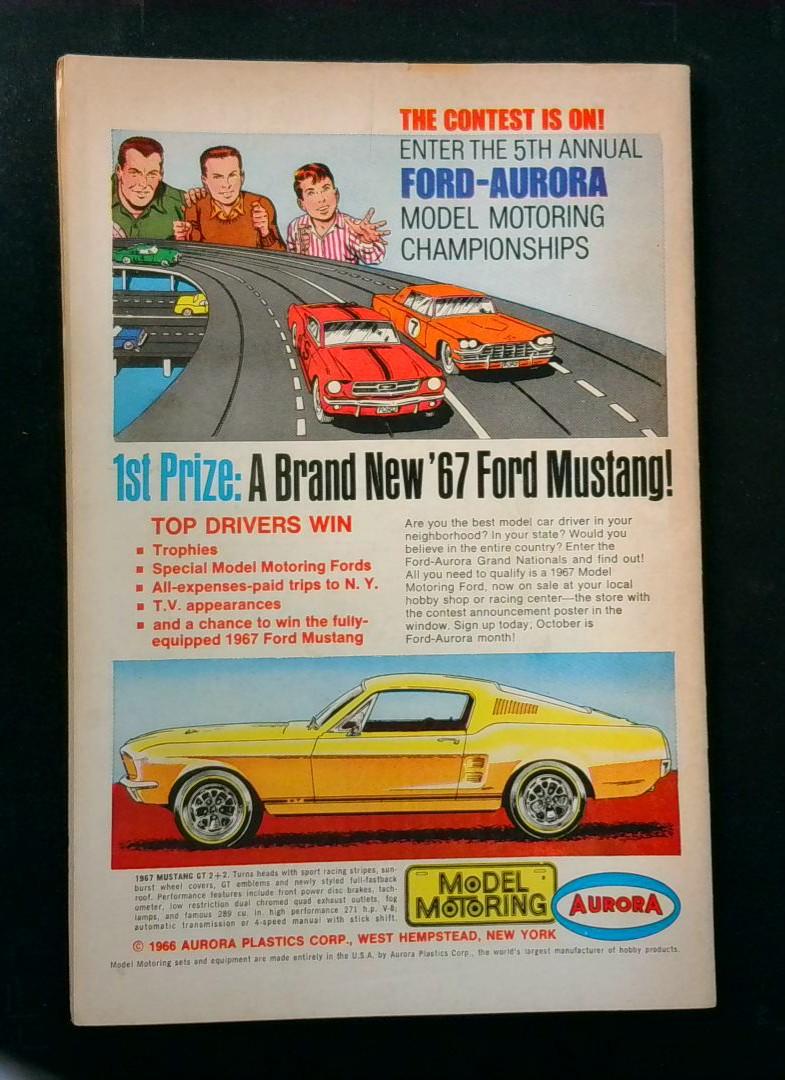 THE CONTEST IS ON!
ENTER THE 5TH ANNUAL
FORD-AURORA
MODEL MOTORING
CHAMPIONSHIPS
7
1st Prize: A Brand New '67 Ford Mustang!
TOP DRIVERS WIN
▪ Trophies
▪ Special Model Motoring Fords
▪ All-expenses-paid trips to N. Y.
▪ T.V. appearances
▪ and a chance to win the fully-
equipped 1967 Ford Mustang
Are you the best model car driver in your
neighborhood? In your state? Would you
believe in the entire country? Enter the
Ford-Aurora Grand Nationals and find out!
All you need to qualify is a 1967 Model
Motoring Ford, now on sale at your local
hobby shop or racing center—the store with
the contest announcement poster in the
window. Sign up today; October is
Ford-Aurora month!
1967 MUSTANG GT 2+2. Turns heads with sport racing stripes, sun-
burst wheel covers, GT emblems and newly styled full-fastback
roof. Performance features include front power disc brakes, tach-
ometer, low restriction dual chromed quad exhaust outlets, fog
lamps, and famous 289 cu. in. high performance 271 h.p. V-8;
automatic transmission or 4-speed manual with stick shift.
MODEL
MOTORING
AURORA
© 1966 AURORA PLASTICS CORP., WEST HEMPSTEAD, NEW YORK
Model Motoring sets and equipment are made entirely in the U.S.A. by Aurora Plastics Corp., the world's largest manufacturer of hobby products.